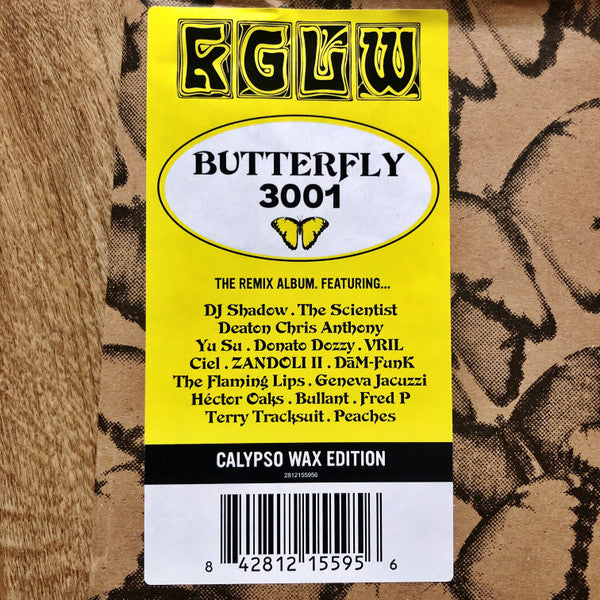 KGLW
BUTTERFLY
3001
THE REMIX ALBUM. FEATURING...
DJ Shadow . The Scientist
Deaton Chris Anthony
Yu Su . Donato Dozzy . VRIL
Ciel . ZANDOLI II . DāM-FunK
The Flaming Lips . Geneva Jacuzzi
Héctor Oaks . Bullant . Fred P
Terry Tracksuit . Peaches
CALYPSO WAX EDITION
2812155956
8 42812 15595 6